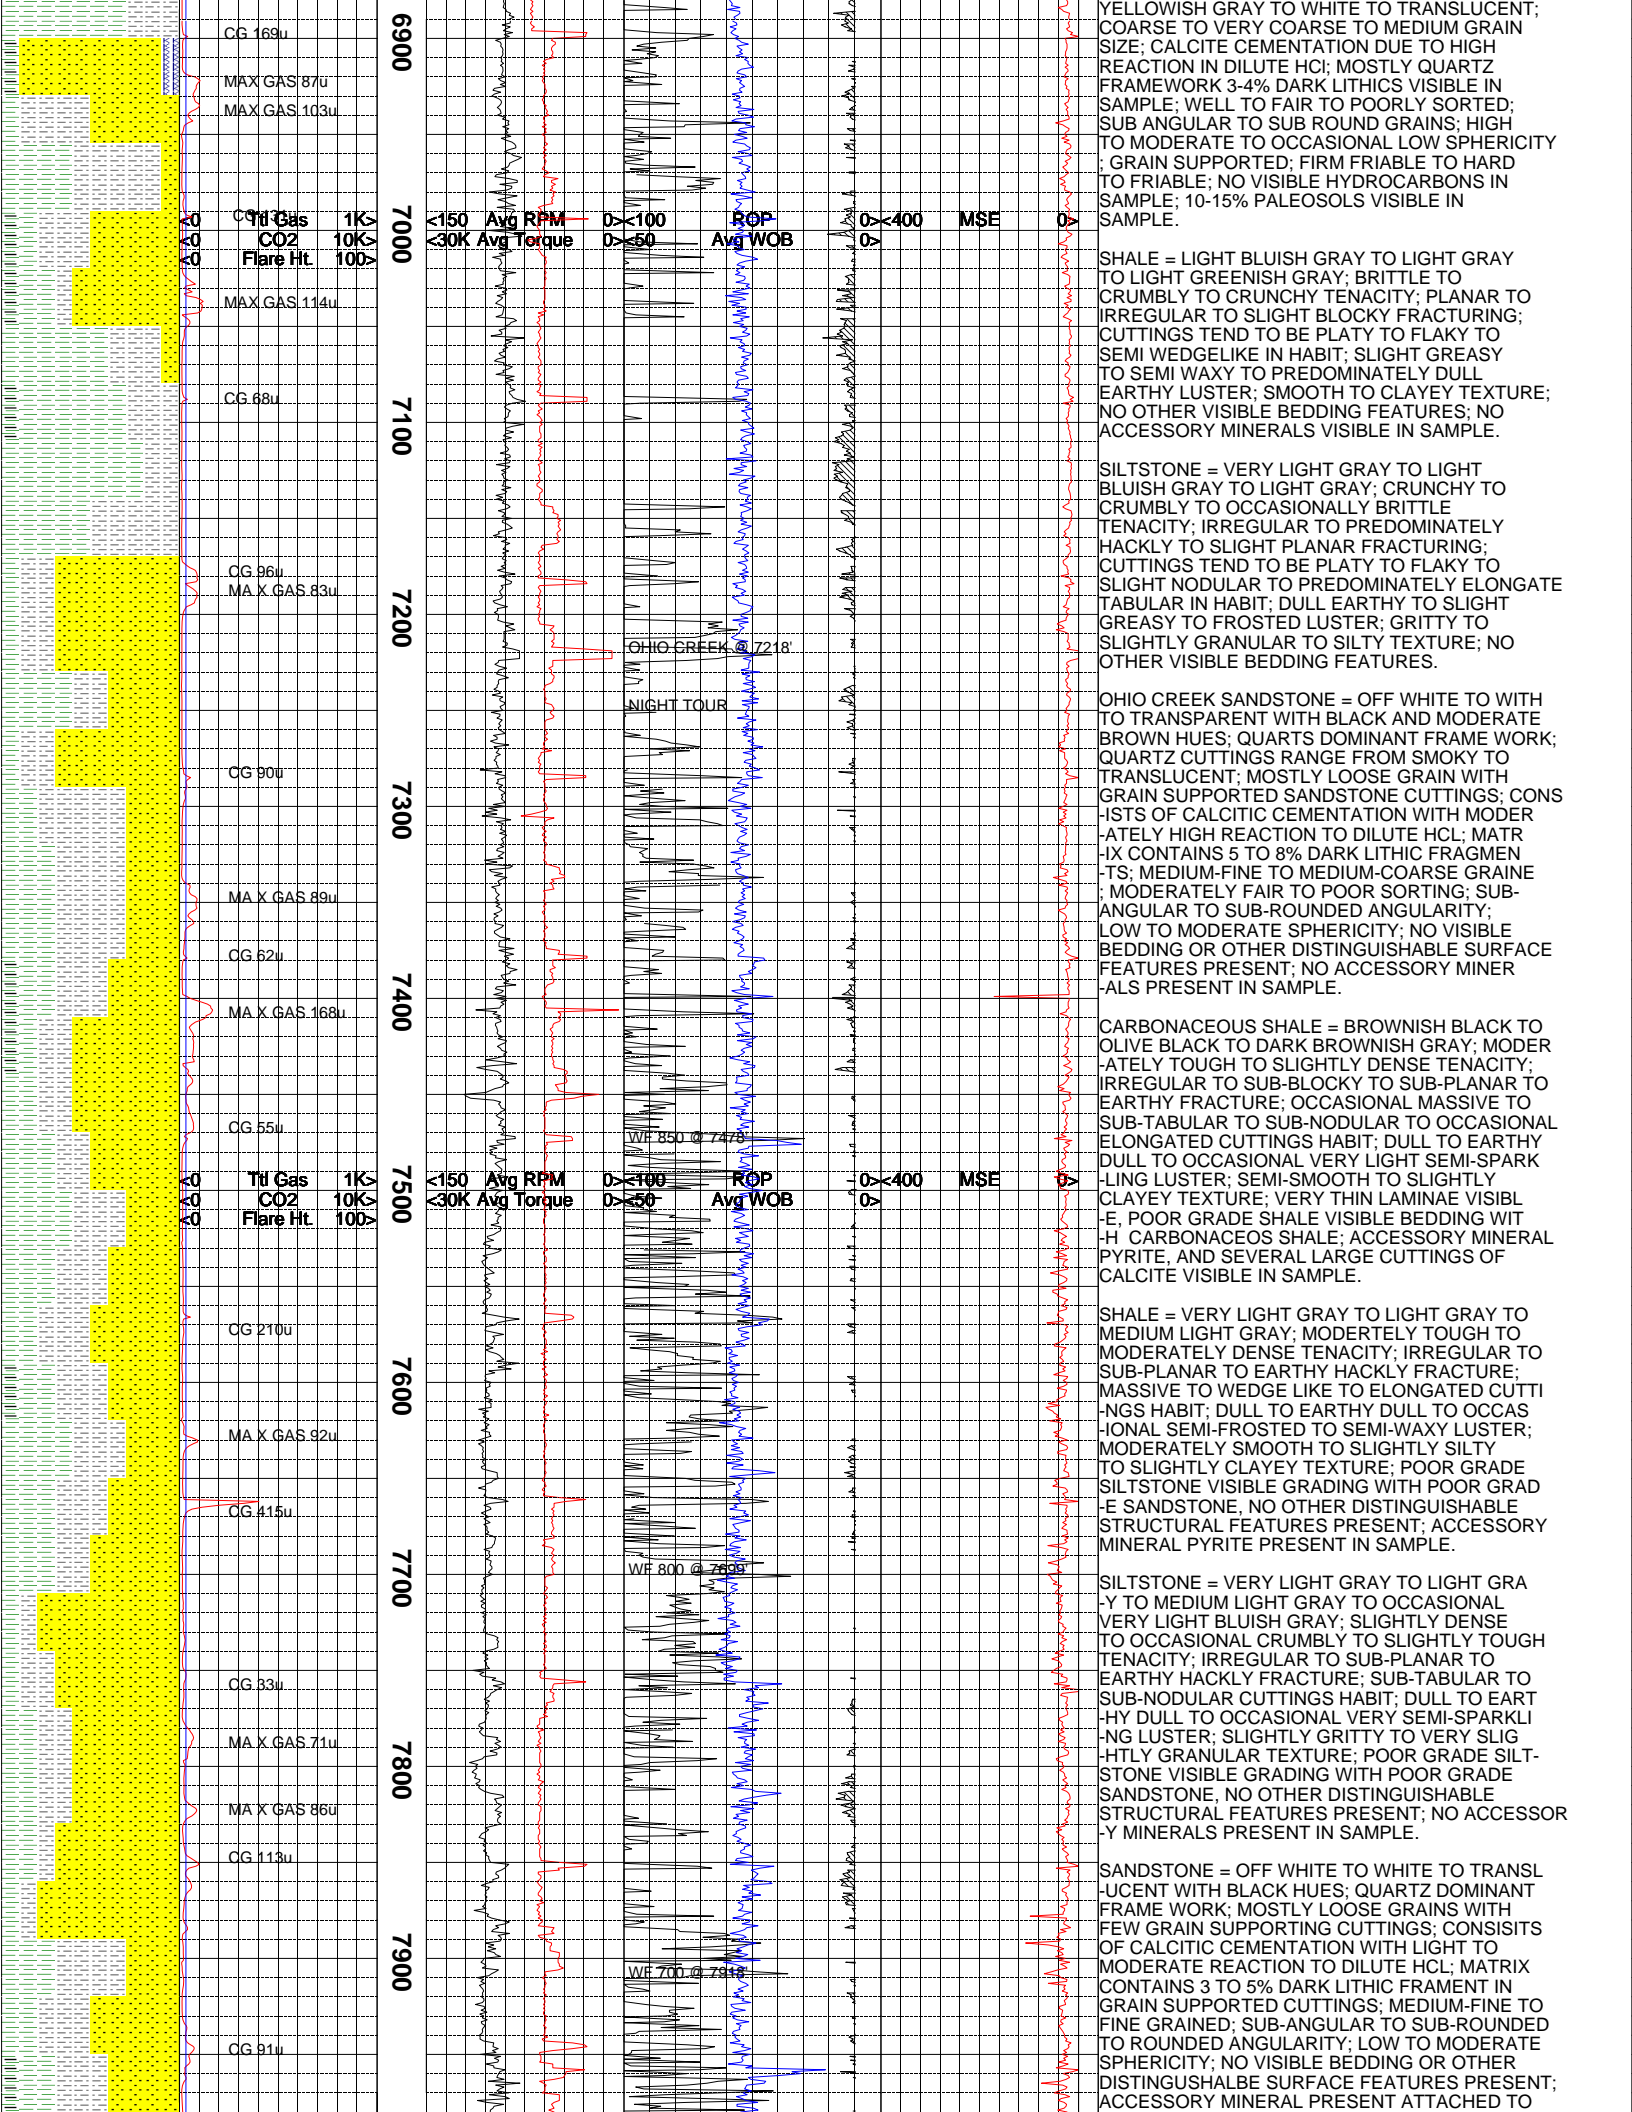 CG 169u
MAX GAS 87u
MAX GAS 103u
<0 Ttl Gas 1K>
<0 CO2 10K>
<0 Flare Ht. 100>
MAX GAS 114u
CG 68u
CG 96u
MA X GAS 83u
CG 90u
MA X GAS 89u
CG 62u
MA X GAS 168u
CG 55u
<0 Ttl Gas 1K>
<0 CO2 10K>
<0 Flare Ht. 100>
CG 210u
MA X GAS 92u
CG 415u
CG 33u
MA X GAS 71u
MA X GAS 86u
CG 113u
CG 91u
6900
7000
7100
7200
7300
7400
7500
7600
7700
7800
7900
<150 Avg RPM 0>
<30K Avg Torque 0>
<100 ROP 0>
<50 Avg WOB 0>
<400 MSE 0>
OHIO CREEK @ 7218'
NIGHT TOUR
WF 850 @ 7478'
<150 Avg RPM 0>
<30K Avg Torque 0>
<100 ROP 0>
<50 Avg WOB 0>
<400 MSE 0>
WF 800 @ 7699'
WF 700 @ 7918'
YELLOWISH GRAY TO WHITE TO TRANSLUCENT;
COARSE TO VERY COARSE TO MEDIUM GRAIN
SIZE; CALCITE CEMENTATION DUE TO HIGH
REACTION IN DILUTE HCl; MOSTLY QUARTZ
FRAMEWORK 3-4% DARK LITHICS VISIBLE IN
SAMPLE; WELL TO FAIR TO POORLY SORTED;
SUB ANGULAR TO SUB ROUND GRAINS; HIGH
TO MODERATE TO OCCASIONAL LOW SPHERICITY
; GRAIN SUPPORTED; FIRM FRIABLE TO HARD
TO FRIABLE; NO VISIBLE HYDROCARBONS IN
SAMPLE; 10-15% PALEOSOLS VISIBLE IN
SAMPLE.
SHALE = LIGHT BLUISH GRAY TO LIGHT GRAY
TO LIGHT GREENISH GRAY; BRITTLE TO
CRUMBLY TO CRUNCHY TENACITY; PLANAR TO
IRREGULAR TO SLIGHT BLOCKY FRACTURING;
CUTTINGS TEND TO BE PLATY TO FLAKY TO
SEMI WEDGELIKE IN HABIT; SLIGHT GREASY
TO SEMI WAXY TO PREDOMINATELY DULL
EARTHY LUSTER; SMOOTH TO CLAYEY TEXTURE;
NO OTHER VISIBLE BEDDING FEATURES; NO
ACCESSORY MINERALS VISIBLE IN SAMPLE.
SILTSTONE = VERY LIGHT GRAY TO LIGHT
BLUISH GRAY TO LIGHT GRAY; CRUNCHY TO
CRUMBLY TO OCCASIONALLY BRITTLE
TENACITY; IRREGULAR TO PREDOMINATELY
HACKLY TO SLIGHT PLANAR FRACTURING;
CUTTINGS TEND TO BE PLATY TO FLAKY TO
SLIGHT NODULAR TO PREDOMINATELY ELONGATE
TABULAR IN HABIT; DULL EARTHY TO SLIGHT
GREASY TO FROSTED LUSTER; GRITTY TO
SLIGHTLY GRANULAR TO SILTY TEXTURE; NO
OTHER VISIBLE BEDDING FEATURES.
OHIO CREEK SANDSTONE = OFF WHITE TO WITH
TO TRANSPARENT WITH BLACK AND MODERATE
BROWN HUES; QUARTS DOMINANT FRAME WORK;
QUARTZ CUTTINGS RANGE FROM SMOKY TO
TRANSLUCENT; MOSTLY LOOSE GRAIN WITH
GRAIN SUPPORTED SANDSTONE CUTTINGS; CONS
-ISTS OF CALCITIC CEMENTATION WITH MODER
-ATELY HIGH REACTION TO DILUTE HCL; MATR
-IX CONTAINS 5 TO 8% DARK LITHIC FRAGMEN
-TS; MEDIUM-FINE TO MEDIUM-COARSE GRAINE
; MODERATELY FAIR TO POOR SORTING; SUB-
ANGULAR TO SUB-ROUNDED ANGULARITY;
LOW TO MODERATE SPHERICITY; NO VISIBLE
BEDDING OR OTHER DISTINGUISHABLE SURFACE
FEATURES PRESENT; NO ACCESSORY MINER
-ALS PRESENT IN SAMPLE.
CARBONACEOUS SHALE = BROWNISH BLACK TO
OLIVE BLACK TO DARK BROWNISH GRAY; MODER
-ATELY TOUGH TO SLIGHTLY DENSE TENACITY;
IRREGULAR TO SUB-BLOCKY TO SUB-PLANAR TO
EARTHY FRACTURE; OCCASIONAL MASSIVE TO
SUB-TABULAR TO SUB-NODULAR TO OCCASIONAL
ELONGATED CUTTINGS HABIT; DULL TO EARTHY
DULL TO OCCASIONAL VERY LIGHT SEMI-SPARK
-LING LUSTER; SEMI-SMOOTH TO SLIGHTLY
CLAYEY TEXTURE; VERY THIN LAMINAE VISIBL
-E, POOR GRADE SHALE VISIBLE BEDDING WIT
-H CARBONACEOS SHALE; ACCESSORY MINERAL
PYRITE, AND SEVERAL LARGE CUTTINGS OF
CALCITE VISIBLE IN SAMPLE.
SHALE = VERY LIGHT GRAY TO LIGHT GRAY TO
MEDIUM LIGHT GRAY; MODERTELY TOUGH TO
MODERATELY DENSE TENACITY; IRREGULAR TO
SUB-PLANAR TO EARTHY HACKLY FRACTURE;
MASSIVE TO WEDGE LIKE TO ELONGATED CUTTI
-NGS HABIT; DULL TO EARTHY DULL TO OCCAS
-IONAL SEMI-FROSTED TO SEMI-WAXY LUSTER;
MODERATELY SMOOTH TO SLIGHTLY SILTY
TO SLIGHTLY CLAYEY TEXTURE; POOR GRADE
SILTSTONE VISIBLE GRADING WITH POOR GRAD
-E SANDSTONE, NO OTHER DISTINGUISHABLE
STRUCTURAL FEATURES PRESENT; ACCESSORY
MINERAL PYRITE PRESENT IN SAMPLE.
SILTSTONE = VERY LIGHT GRAY TO LIGHT GRA
-Y TO MEDIUM LIGHT GRAY TO OCCASIONAL
VERY LIGHT BLUISH GRAY; SLIGHTLY DENSE
TO OCCASIONAL CRUMBLY TO SLIGHTLY TOUGH
TENACITY; IRREGULAR TO SUB-PLANAR TO
EARTHY HACKLY FRACTURE; SUB-TABULAR TO
SUB-NODULAR CUTTINGS HABIT; DULL TO EART
-HY DULL TO OCCASIONAL VERY SEMI-SPARKLI
-NG LUSTER; SLIGHTLY GRITTY TO VERY SLIG
-HTLY GRANULAR TEXTURE; POOR GRADE SILT-
STONE VISIBLE GRADING WITH POOR GRADE
SANDSTONE, NO OTHER DISTINGUISHABLE
STRUCTURAL FEATURES PRESENT; NO ACCESSOR
-Y MINERALS PRESENT IN SAMPLE.
SANDSTONE = OFF WHITE TO WHITE TO TRANSL
-UCENT WITH BLACK HUES; QUARTZ DOMINANT
FRAME WORK; MOSTLY LOOSE GRAINS WITH
FEW GRAIN SUPPORTING CUTTINGS; CONSISITS
OF CALCITIC CEMENTATION WITH LIGHT TO
MODERATE REACTION TO DILUTE HCL; MATRIX
CONTAINS 3 TO 5% DARK LITHIC FRAMENT IN
GRAIN SUPPORTED CUTTINGS; MEDIUM-FINE TO
FINE GRAINED; SUB-ANGULAR TO SUB-ROUNDED
TO ROUNDED ANGULARITY; LOW TO MODERATE
SPHERICITY; NO VISIBLE BEDDING OR OTHER
DISTINGUSHALBE SURFACE FEATURES PRESENT;
ACCESSORY MINERAL PRESENT ATTACHED TO